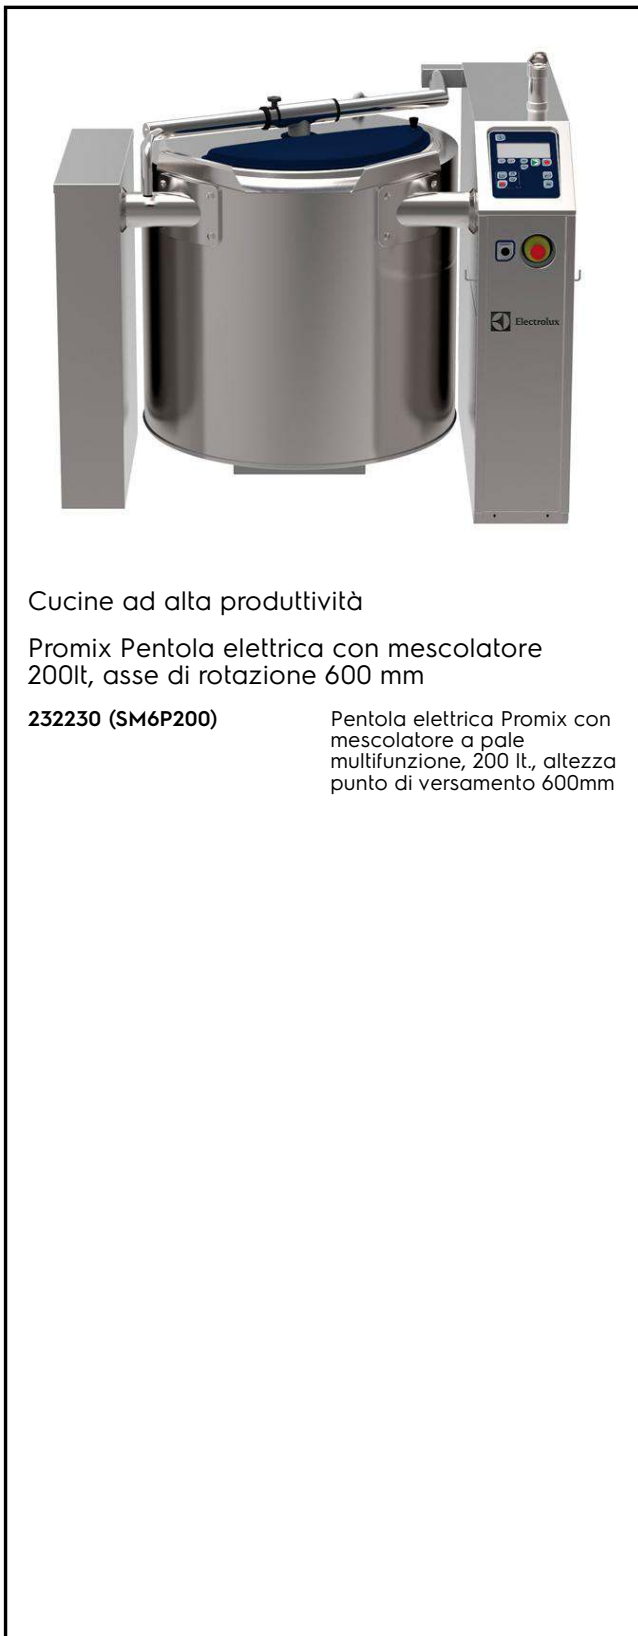 Electrolux
Cucine ad alta produttività
Promix Pentola elettrica con mescolatore
200lt, asse di rotazione 600 mm
232230 (SM6P200)
Pentola elettrica Promix con
mescolatore a pale
multifunzione, 200 lt., altezza
punto di versamento 600mm